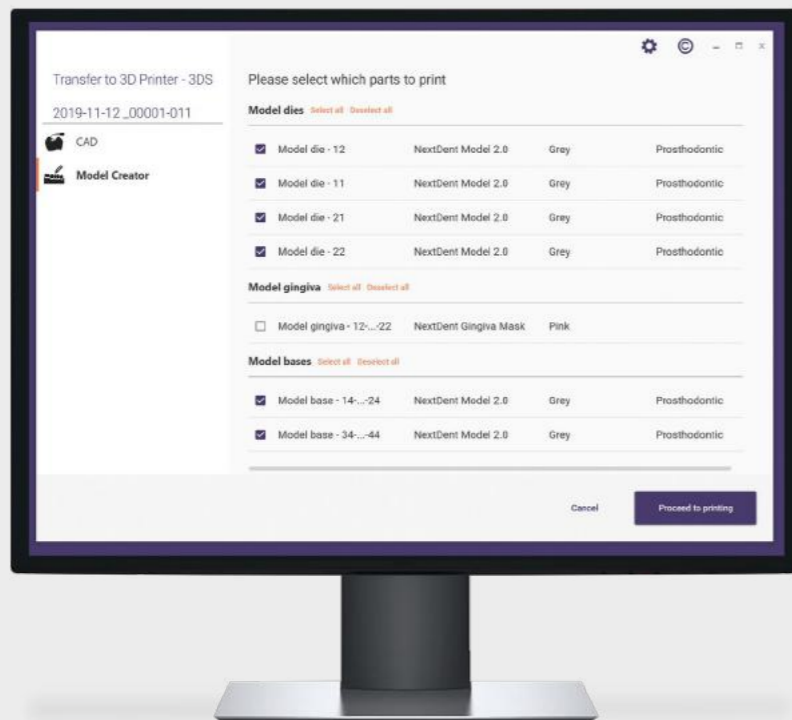 Transfer to 3D Printer - 3DS
2019-11-12_00001-011
CAD
Model Creator
Please select which parts to print
Model dies Select all Deselect all
Model die - 12 NextDent Model 2.0 Grey Prosthodontic
Model die - 11 NextDent Model 2.0 Grey Prosthodontic
Model die - 21 NextDent Model 2.0 Grey Prosthodontic
Model die - 22 NextDent Model 2.0 Grey Prosthodontic
Model gingiva Select all Deselect all
Model gingiva - 12-...-22 NextDent Gingiva Mask Pink
Model bases Select all Deselect all
Model base - 14-...-24 NextDent Model 2.0 Grey Prosthodontic
Model base - 34-...-44 NextDent Model 2.0 Grey Prosthodontic
Cancel Proceed to printing